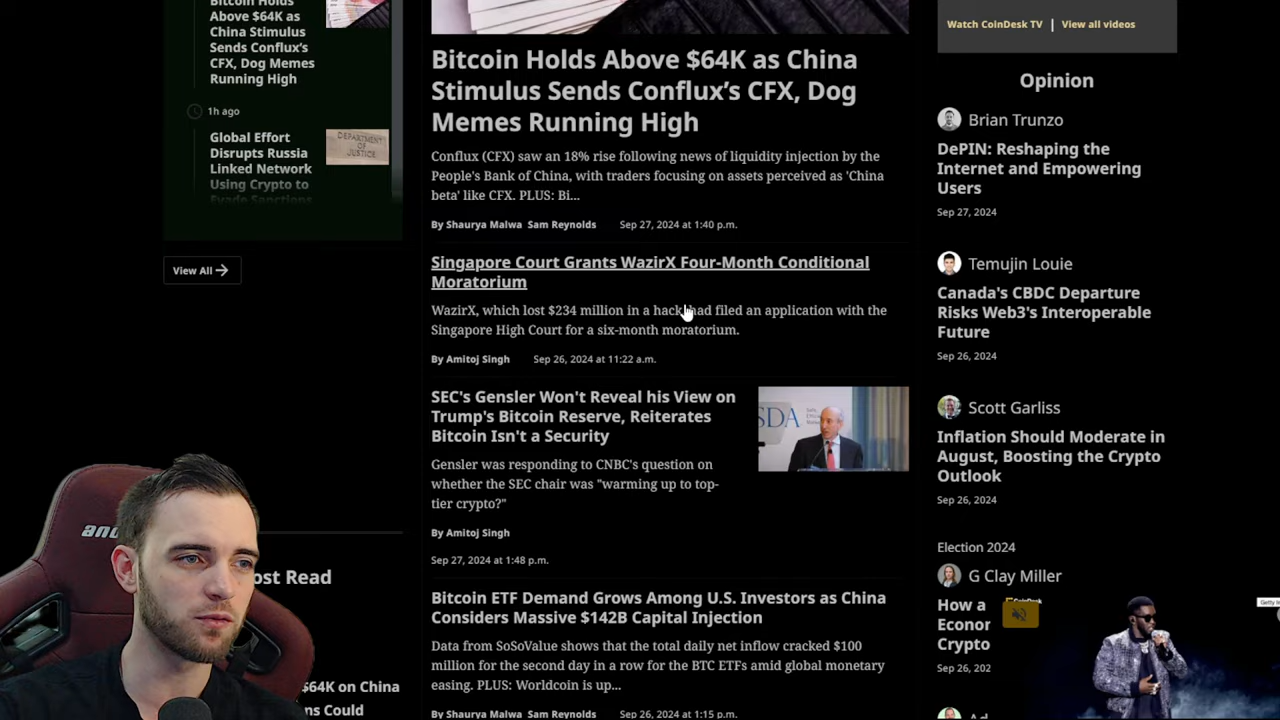 Bitcoin Holds
Above $64K as
China Stimulus
Sends Conflux's
CFX, Dog Memes
Running High
1h ago
Global Effort
Disrupts Russia
Linked Network
Using Crypto to
Evade Sanctions
DEPARTMENT
OF
JUSTICE
View All →
Bitcoin Holds Above $64K as China
Stimulus Sends Conflux's CFX, Dog
Memes Running High
Conflux (CFX) saw an 18% rise following news of liquidity injection by the
People's Bank of China, with traders focusing on assets perceived as 'China
beta' like CFX. PLUS: Bi...
By Shaurya Malwa Sam Reynolds Sep 27, 2024 at 1:40 p.m.
Singapore Court Grants WazirX Four-Month Conditional
Moratorium
WazirX, which lost $234 million in a hack had filed an application with the
Singapore High Court for a six-month moratorium.
By Amitoj Singh Sep 26, 2024 at 11:22 a.m.
SEC's Gensler Won't Reveal his View on
Trump's Bitcoin Reserve, Reiterates
Bitcoin Isn't a Security
Gensler was responding to CNBC's question on
whether the SEC chair was "warming up to top-
tier crypto?"
By Amitoj Singh
Sep 27, 2024 at 1:48 p.m.
SDA
Bitcoin ETF Demand Grows Among U.S. Investors as China
Considers Massive $142B Capital Injection
Data from SoSoValue shows that the total daily net inflow cracked $100
million for the second day in a row for the BTC ETFs amid global monetary
easing. PLUS: Worldcoin is up...
By Shaurya Malwa Sam Reynolds Sep 26, 2024 at 1:15 p.m.
Watch CoinDesk TV | View all videos
Opinion
Brian Trunzo
DePIN: Reshaping the
Internet and Empowering
Users
Sep 27, 2024
Temujin Louie
Canada's CBDC Departure
Risks Web3's Interoperable
Future
Sep 26, 2024
Scott Garliss
Inflation Should Moderate in
August, Boosting the Crypto
Outlook
Sep 26, 2024
Election 2024
G Clay Miller
How a
Econor
Crypto
Sep 26, 202
CoinDesk
Getty
and
ost Read
$64K on China
ns Could